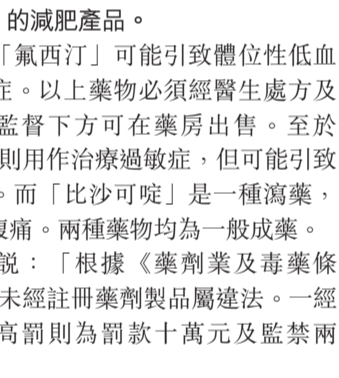 的減肥產品。
「氟西汀」可能引致體位性低血
症。以上藥物必須經醫生處方及
監督下方可在藥房出售。至於
則用作治療過敏症，但可能引致
。而「比沙可啶」是一種瀉藥，
腹痛。兩種藥物均為一般成藥。
説：「根據《藥劑業及毒藥條
未經註冊藥劑製品屬違法。一經
高罰則為罰款十萬元及監禁兩